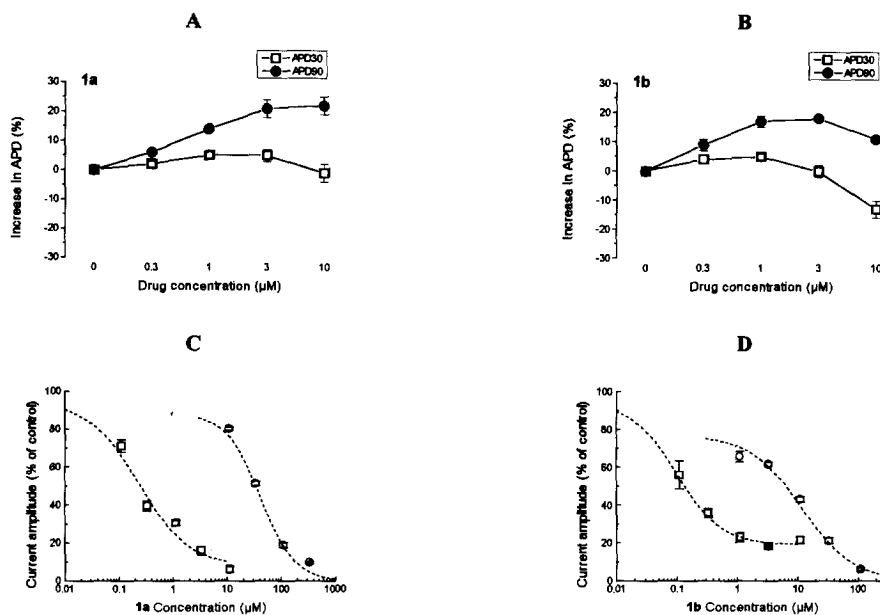 A
B
APD30
APD90
1a
Increase in APD (%)
30
20
10
0
-10
-20
-30
0 0.3 1 3 10
Drug concentration (µM)
APD30
APD90
1b
Increase in APD (%)
30
20
10
0
-10
-20
-30
0 0.3 1 3 10
Drug concentration (µM)
C
D
Current amplitude (% of control)
100
80
60
40
20
0
0.01 0.1 1 10 100 1000
1a Concentration (µM)
Current amplitude (% of control)
100
80
60
40
20
0
0.01 0.1 1 10 100
1b Concentration (µM)